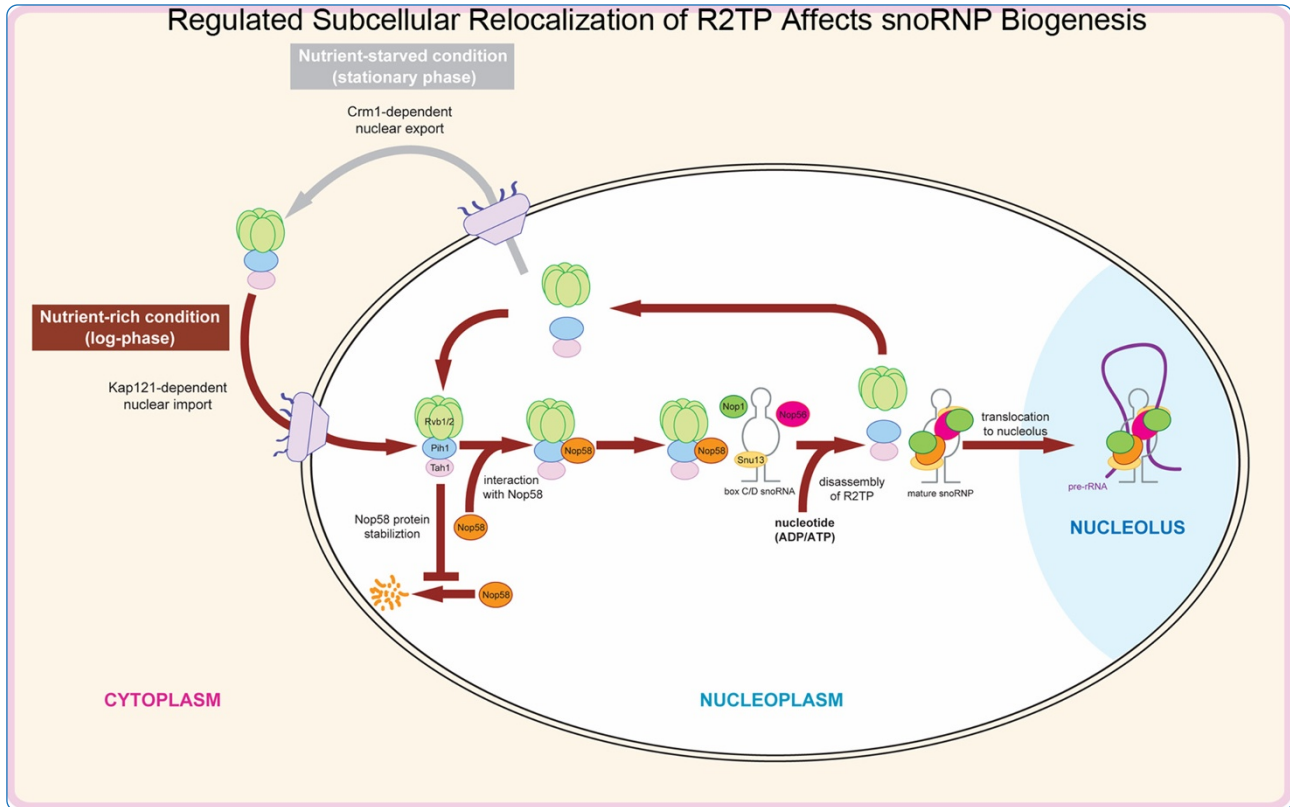 Regulated Subcellular Relocalization of R2TP Affects snoRNP Biogenesis
Nutrient-starved condition
(stationary phase)
Crm1-dependent
nuclear export
Nutrient-rich condition
(log-phase)
Kap121-dependent
nuclear import
Rvb1/2
Pih1
Tah1
interaction
with Nop58
Nop58
Nop58
Nop58 protein
stabiliztion
Nop58
Nop58
Nop1
Nop56
Snu13
box C/D snoRNA
disassembly
of R2TP
nucleotide
(ADP/ATP)
mature snoRNP
translocation
to nucleolus
pre-rRNA
NUCLEOLUS
CYTOPLASM
NUCLEOPLASM